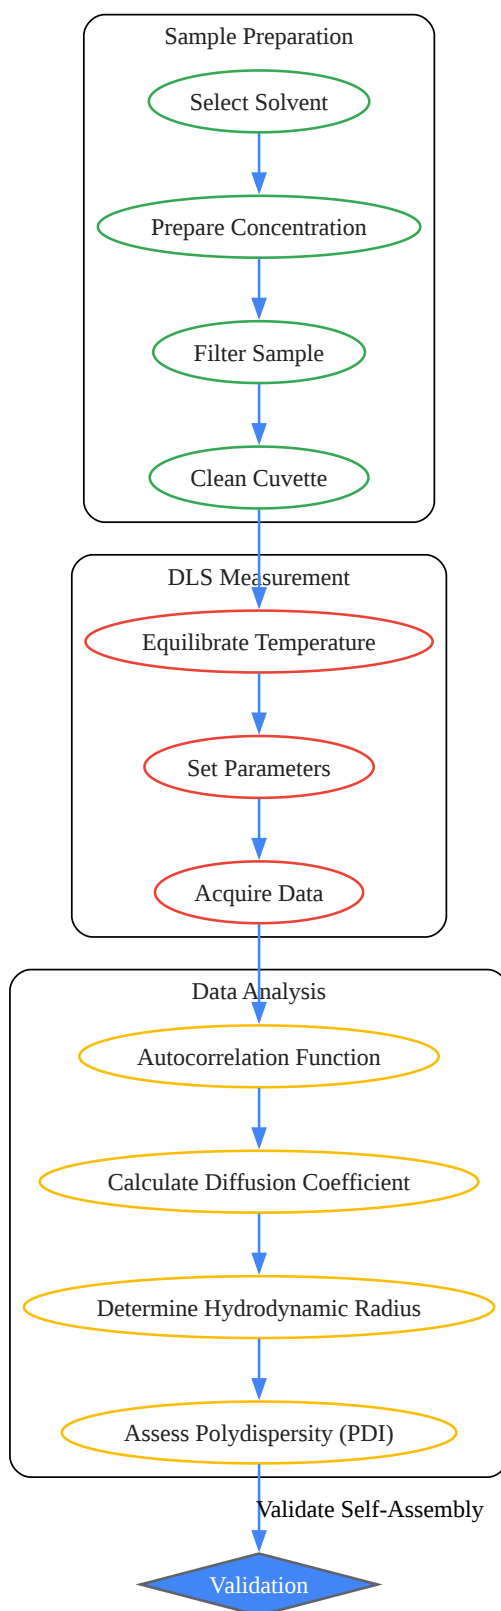 Sample Preparation
Select Solvent
Prepare Concentration
Filter Sample
Clean Cuvette
DLS Measurement
Equilibrate Temperature
Set Parameters
Acquire Data
Data Analysis
Autocorrelation Function
Calculate Diffusion Coefficient
Determine Hydrodynamic Radius
Assess Polydispersity (PDI)
Validate Self-Assembly
Validation